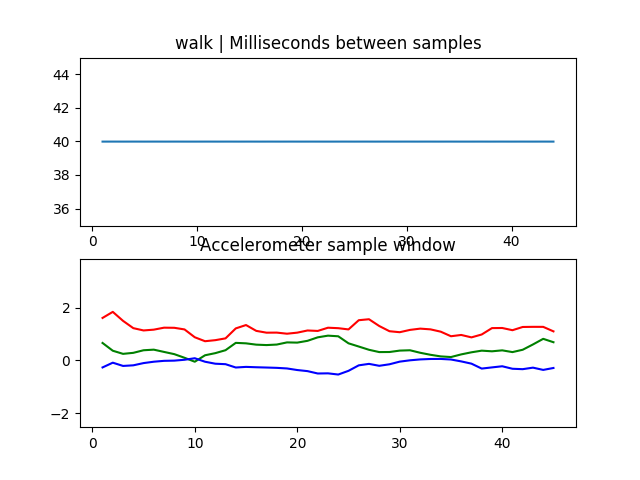 walk | Milliseconds between samples
44
42
40
38
36
0 10 20 30 40
Accelerometer sample window
2
0
−2
0 10 20 30 40